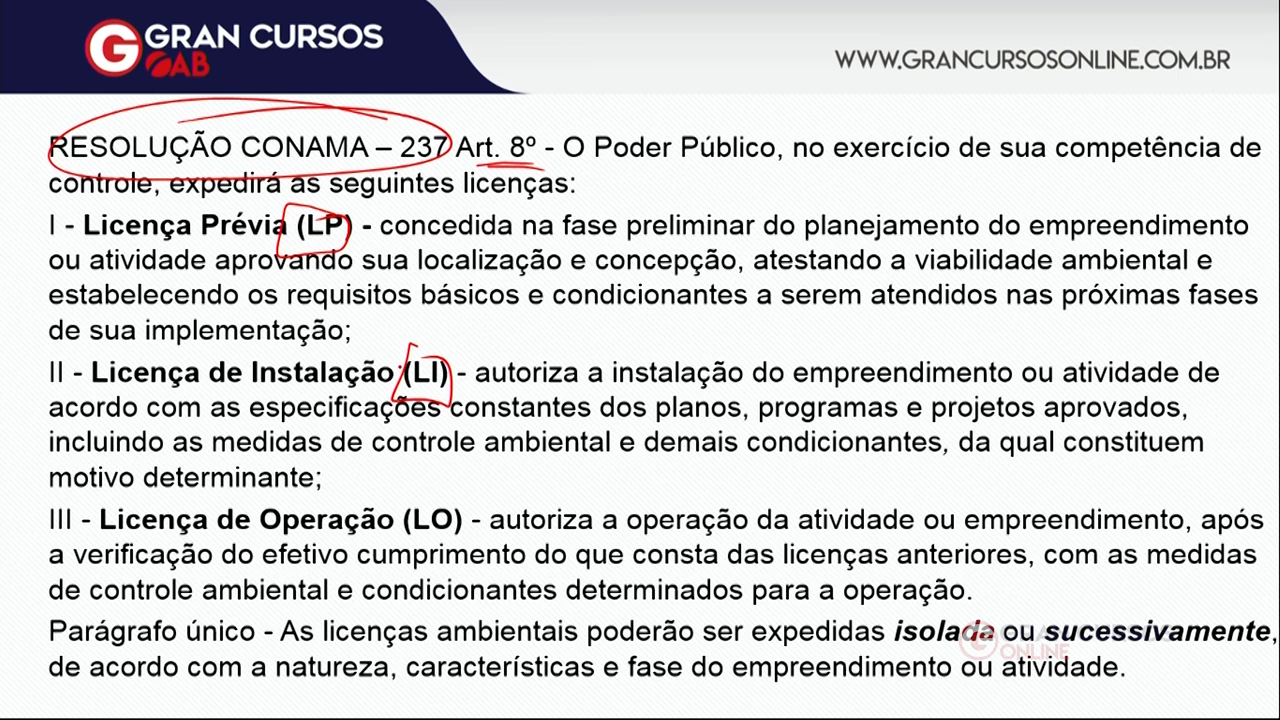 GRAN CURSOS
OAB
WWW.GRANCURSOSONLINE.COM.BR
RESOLUÇÃO CONAMA – 237 Art. 8º - O Poder Público, no exercício de sua competência de
controle, expedirá as seguintes licenças:
I - Licença Prévia (LP) - concedida na fase preliminar do planejamento do empreendimento
ou atividade aprovando sua localização e concepção, atestando a viabilidade ambiental e
estabelecendo os requisitos básicos e condicionantes a serem atendidos nas próximas fases
de sua implementação;
II - Licença de Instalação (LI) - autoriza a instalação do empreendimento ou atividade de
acordo com as especificações constantes dos planos, programas e projetos aprovados,
incluindo as medidas de controle ambiental e demais condicionantes, da qual constituem
motivo determinante;
III - Licença de Operação (LO) - autoriza a operação da atividade ou empreendimento, após
a verificação do efetivo cumprimento do que consta das licenças anteriores, com as medidas
de controle ambiental e condicionantes determinados para a operação.
Parágrafo único - As licenças ambientais poderão ser expedidas isolada ou sucessivamente,
de acordo com a natureza, características e fase do empreendimento ou atividade.
GRAN CURSOS
ONLINE